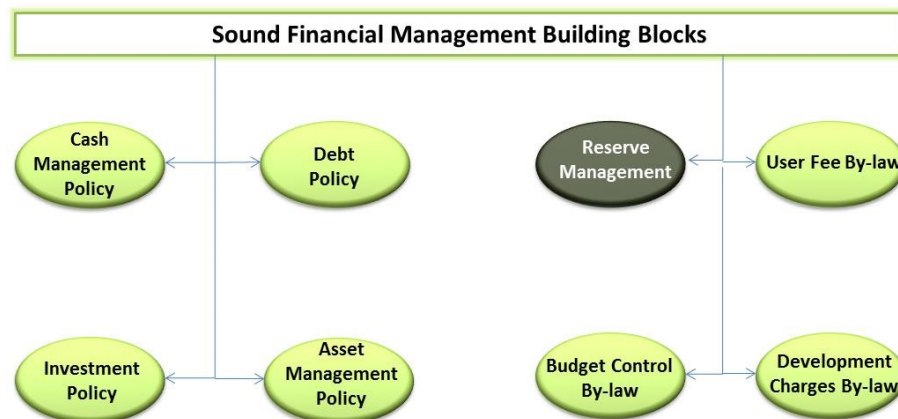 Sound Financial Management Building Blocks
Cash
Management
Policy
Debt
Policy
Reserve
Management
User Fee By-law
Investment
Policy
Asset
Management
Policy
Budget Control
By-law
Development
Charges By-law